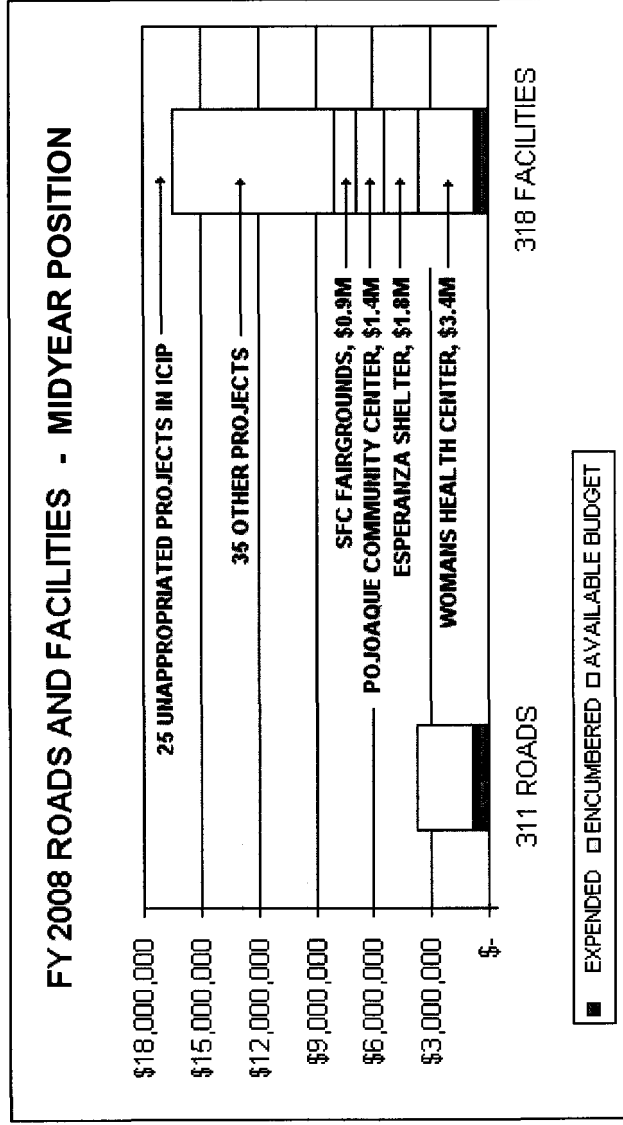 FY 2008 ROADS AND FACILITIES - MIDYEAR POSITION
$18,000,000
$15,000,000
$12,000,000
$9,000,000
$6,000,000
$3,000,000
$-
25 UNAPPROPRIATED PROJECTS IN ICIP
35 OTHER PROJECTS
SFC FAIRGROUNDS, $0.9M
POJOAQUE COMMUNITY CENTER, $1.4M
ESPERANZA SHELTER, $1.8M
WOMANS HEALTH CENTER, $3.4M
311 ROADS
318 FACILITIES
EXPENDED ENCUMBERED AVAILABLE BUDGET